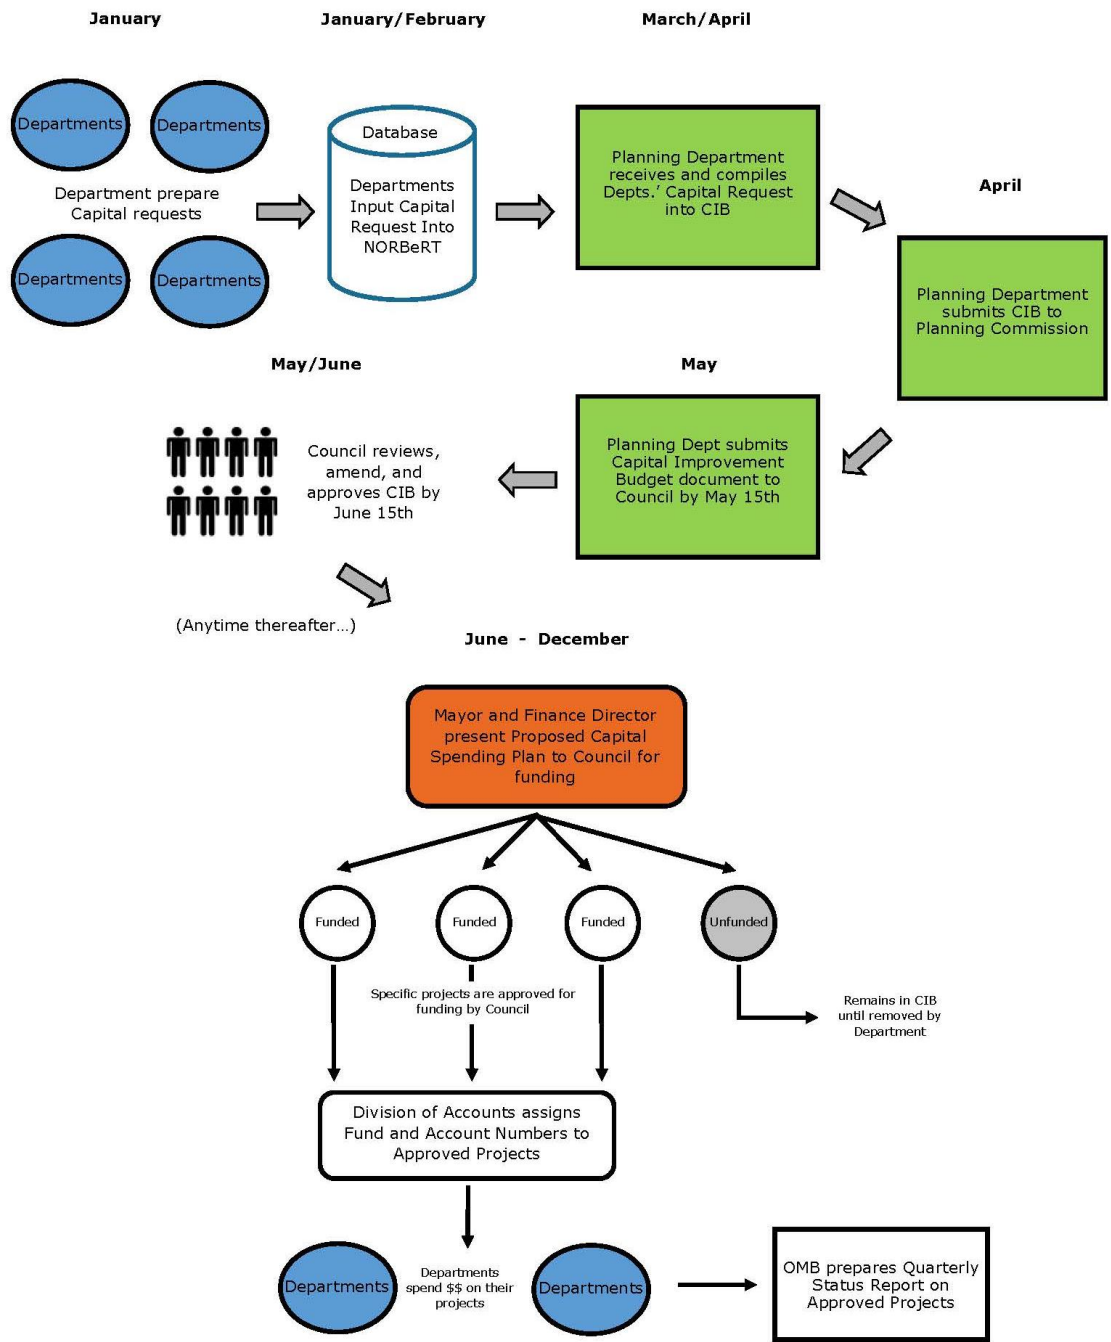 January
January/February
March/April
Departments
Departments
Department prepare
Capital requests
Departments
Departments
Database
Departments
Input Capital
Request Into
NORBeRT
Planning Department
receives and compiles
Depts.’ Capital Request
into CIB
April
Planning Department
submits CIB to
Planning Commission
May/June
May
Council reviews,
amend, and
approves CIB by
June 15th
Planning Dept submits
Capital Improvement
Budget document to
Council by May 15th
(Anytime thereafter…)
June - December
Mayor and Finance Director
present Proposed Capital
Spending Plan to Council for
funding
Funded
Funded
Funded
Unfunded
Specific projects are approved for
funding by Council
Remains in CIB
until removed by
Department
Division of Accounts assigns
Fund and Account Numbers to
Approved Projects
Departments
Departments
spend $$ on their
projects
Departments
OMB prepares Quarterly
Status Report on
Approved Projects